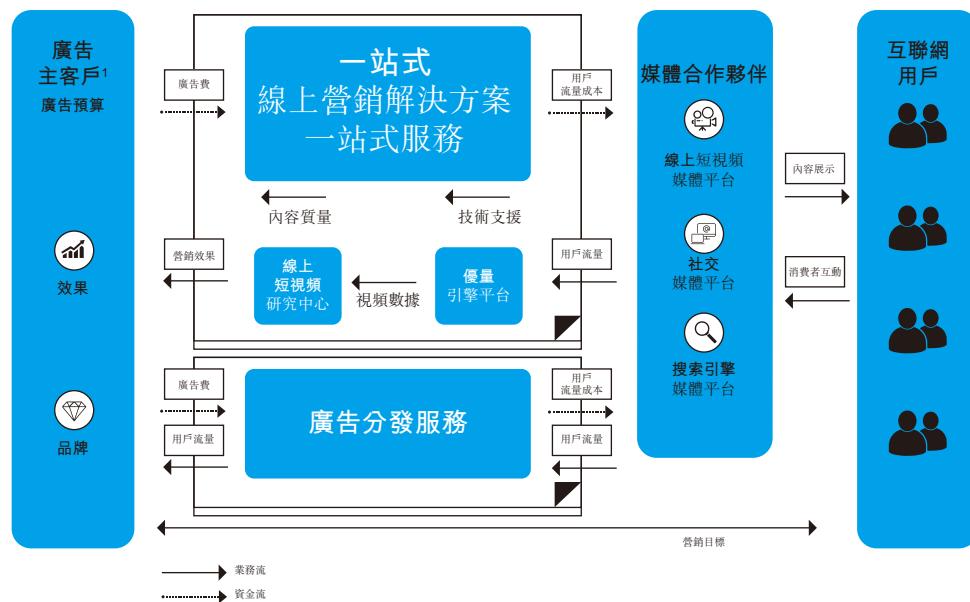 廣告
主客戶1
廣告預算
效果
品牌
廣告費
一站式
線上營銷解決方案
一站式服務
用戶
流量成本
內容質量
技術支援
營銷效果
線上
短視頻
研究中心
視頻數據
優量
引擎平台
用戶流量
廣告費
用戶流量
廣告分發服務
用戶
流量成本
用戶流量
媒體合作夥伴
線上短視頻
媒體平台
社交
媒體平台
搜索引擎
媒體平台
內容展示
消費者互動
互聯網
用戶
營銷目標
業務流
資金流